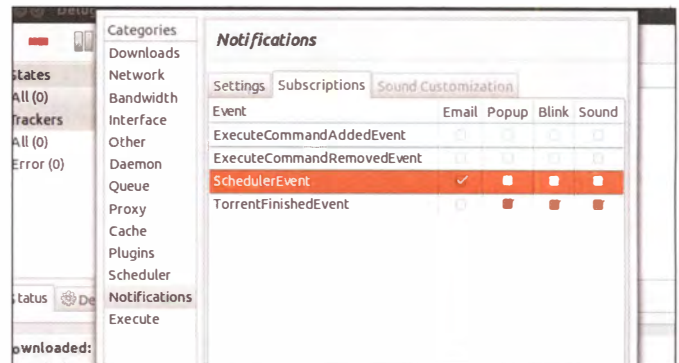 Categories
Downloads
Network
Bandwidth
Interface
Other
Daemon
Queue
Proxy
Cache
Plugins
Scheduler
Notifications
Execute
Notifications
Settings Subscriptions Sound Customization
Event Email Popup Blink Sound
ExecuteCommandAddedEvent
ExecuteCommandRemovedEvent
SchedulerEvent
TorrentFinishedEvent
States
All (0)
Trackers
All (0)
Error (0)
tatus De
ownloaded: